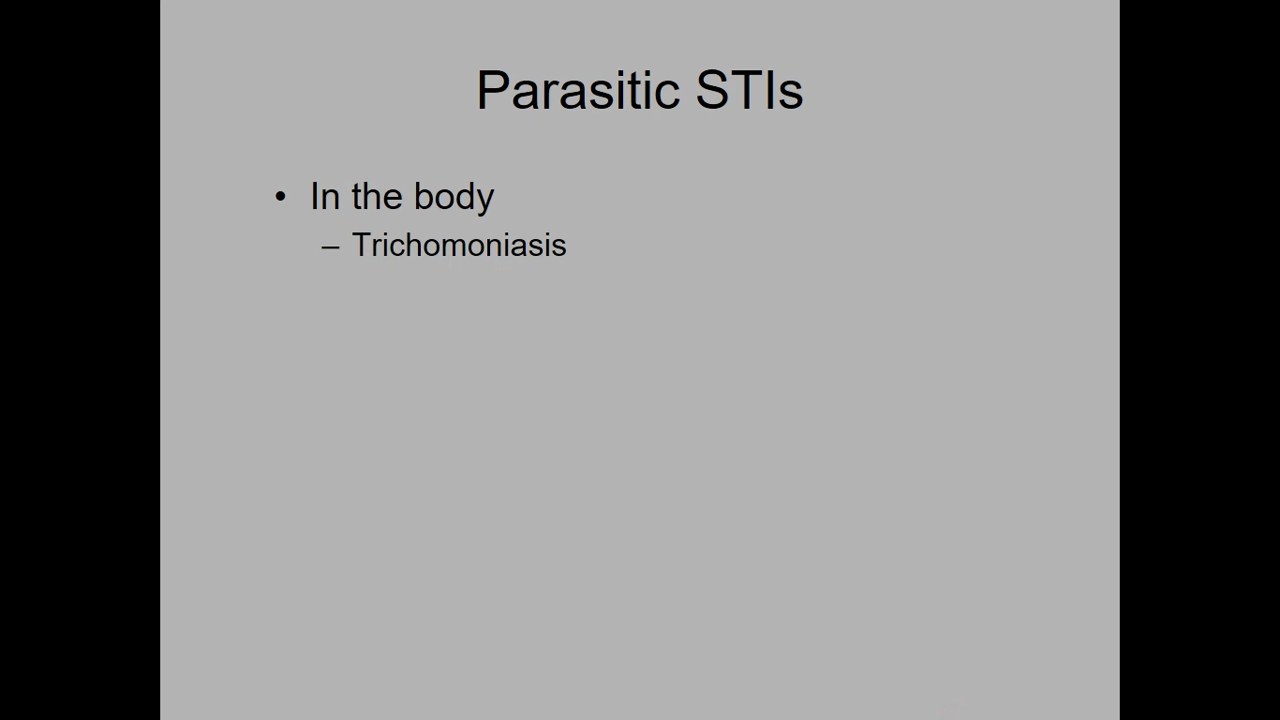 Parasitic STIs
• In the body
– Trichomoniasis